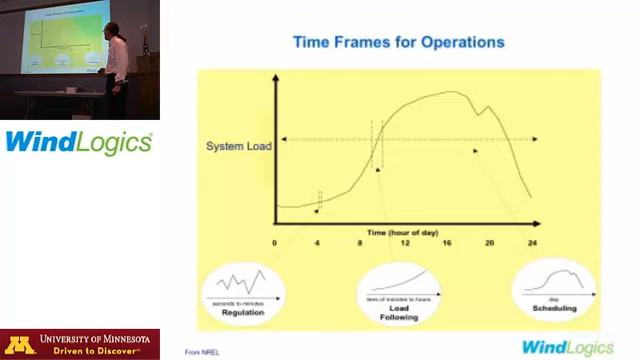 Time Frames for Operations
System Load
0 4 8 12 16 20 24
Time (hour of day)
seconds to minutes
Regulation
tens of minutes to hours
Load
Following
day
Scheduling
From NREL
WindLogics
WindLogics®
M
UNIVERSITY OF MINNESOTA
Driven to Discover℠